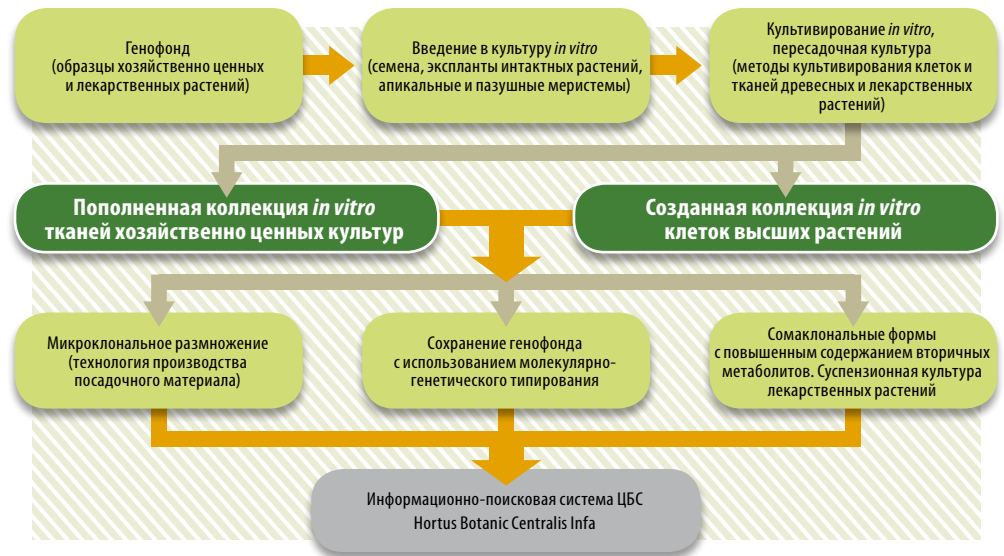 Генофонд
(образцы хозяйственно ценных
и лекарственных растений)
Введение в культуру in vitro
(семена, экспланты интактных растений,
апикальные и пазушные меристемы)
Культивирование in vitro,
пересадочная культура
(методы культивирования клеток и
тканей древесных и лекарственных
растений)
Пополненная коллекция in vitro
тканей хозяйственно ценных культур
Созданная коллекция in vitro
клеток высших растений
Микроклональное размножение
(технология производства
посадочного материала)
Сохранение генофонда
с использованием молекулярно-
генетического типирования
Сомаклональные формы
с повышенным содержанием вторичных
метаболитов. Суспензионная культура
лекарственных растений
Информационно-поисковая система ЦБС
Hortus Botanic Centralis Infa